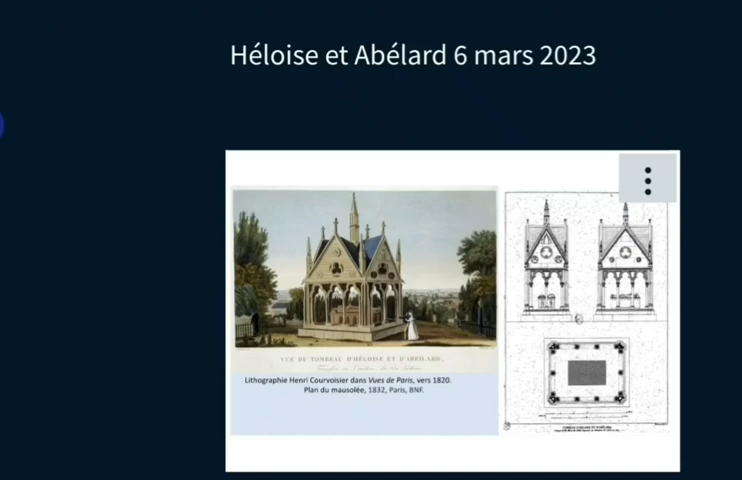 Héloise et Abélard 6 mars 2023
VUE DU TOMBEAU D'HÉLOISE ET D'ABEILARD,
Lithographie Henri Courvoisier dans Vues de Paris, vers 1820.
Plan du mausolée, 1832, Paris, BNF.